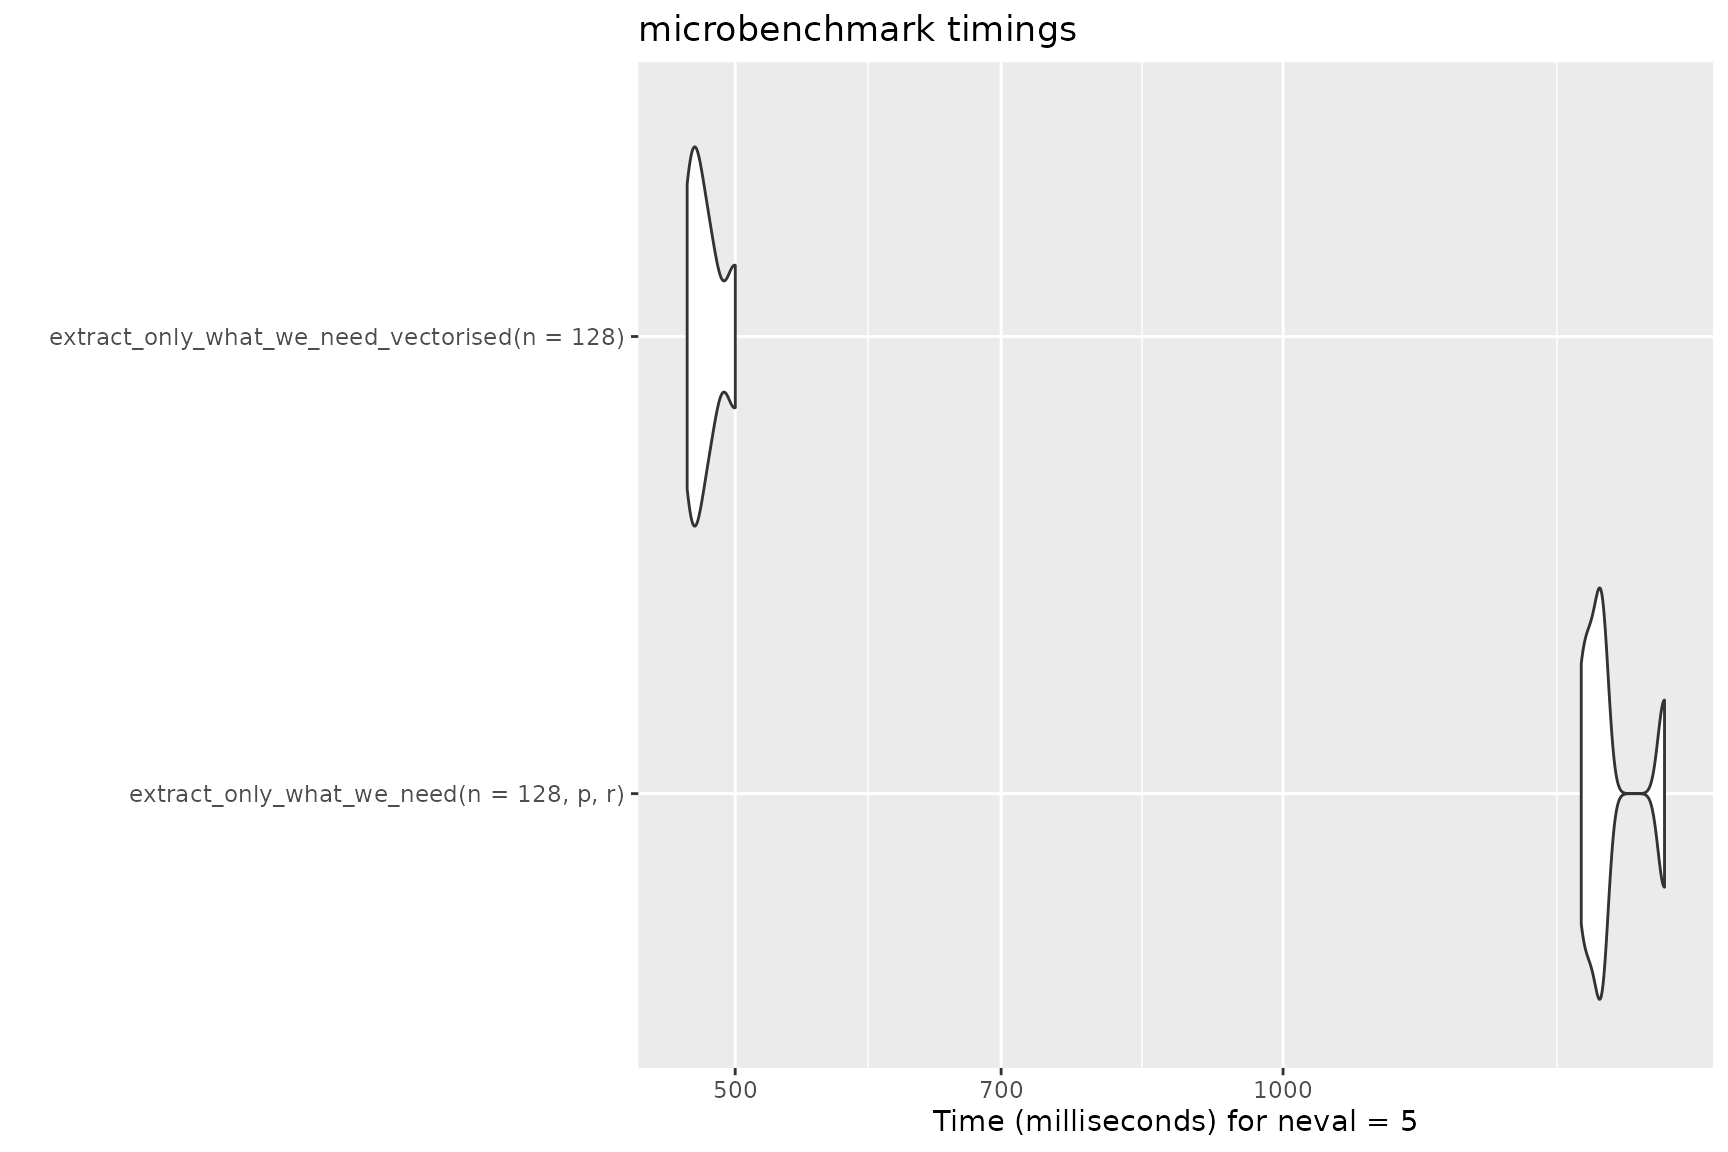 microbenchmark timings
extract_only_what_we_need_vectorised(n = 128)
extract_only_what_we_need(n = 128, p, r)
500 700 1000
Time (milliseconds) for neval = 5